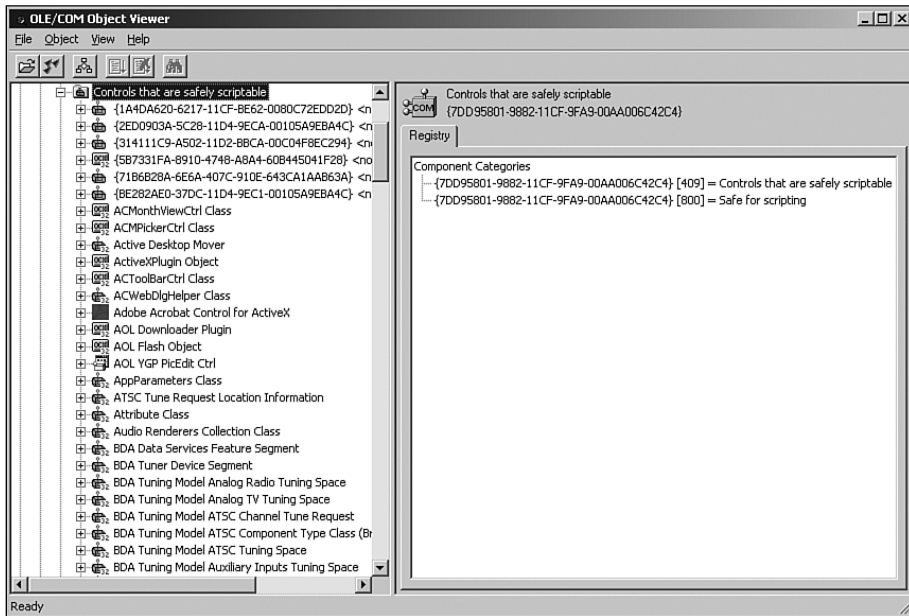 OLE/COM Object Viewer
File Object View Help
Controls that are safely scriptable
{1A4DA620-6217-11CF-BE62-0080C72EDD2D} <n
{2ED0903A-5C28-11D4-9ECA-00105A9EBA4C} <n
{314111C9-A502-11D2-BBCA-00C04F8EC294} <n
{5B7331FA-8910-4748-A8A4-60B445041F28} <no
{71B6B28A-6E6A-407C-910E-643CA1AAB63A} <n
{BE282AE0-37DC-11D4-9EC1-00105A9EBA4C} <n
ACMonthViewCtrl Class
ACMPickerCtrl Class
Active Desktop Mover
ActiveXPlugin Object
ACToolBarCtrl Class
ACWebDlgHelper Class
Adobe Acrobat Control for ActiveX
AOL Downloader Plugin
AOL Flash Object
AOL YGP PicEdit Ctrl
AppParameters Class
ATSC Tune Request Location Information
Attribute Class
Audio Renderers Collection Class
BDA Data Services Feature Segment
BDA Tuner Device Segment
BDA Tuning Model Analog Radio Tuning Space
BDA Tuning Model Analog TV Tuning Space
BDA Tuning Model ATSC Channel Tune Request
BDA Tuning Model ATSC Component Type Class (Br
BDA Tuning Model ATSC Tuning Space
BDA Tuning Model Auxiliary Inputs Tuning Space
COM
Controls that are safely scriptable
{7DD95801-9882-11CF-9FA9-00AA006C42C4}
Registry
Component Categories
{7DD95801-9882-11CF-9FA9-00AA006C42C4} [409] = Controls that are safely scriptable
{7DD95801-9882-11CF-9FA9-00AA006C42C4} [800] = Safe for scripting
Ready